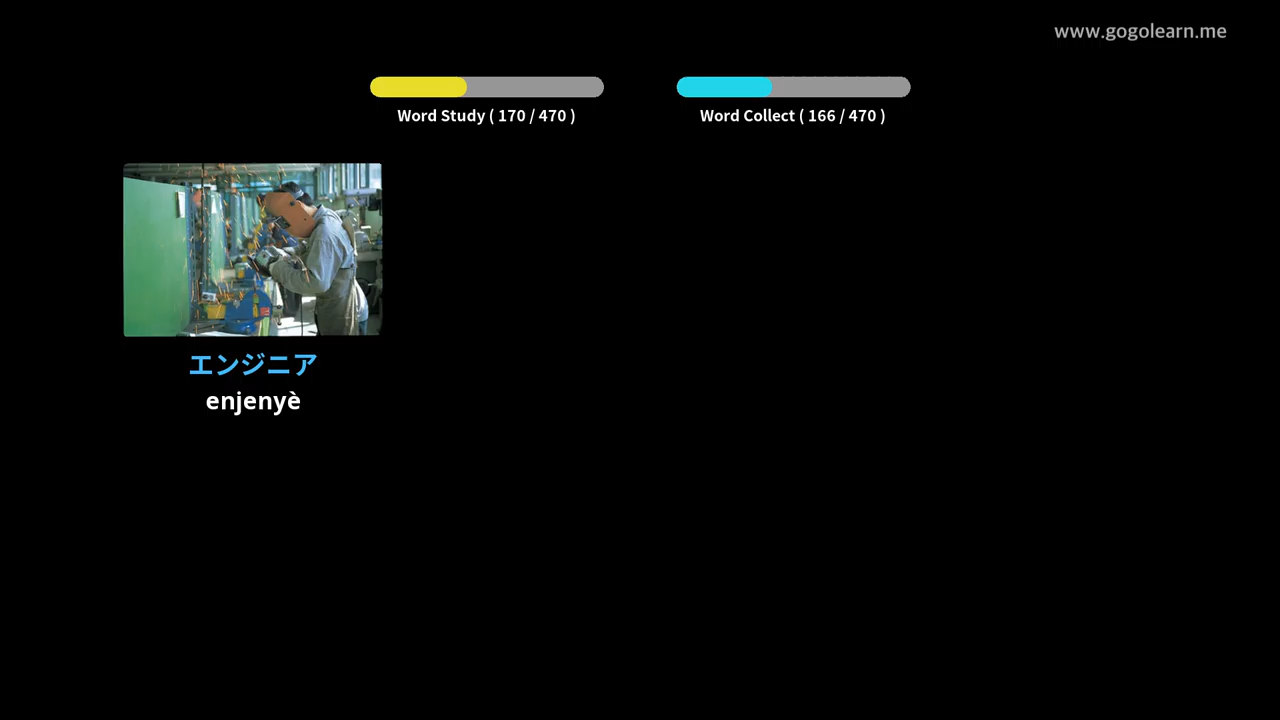 www.gogolearn.me
Word Study ( 170 / 470 )
Word Collect ( 166 / 470 )
エンジニア
enjenyè